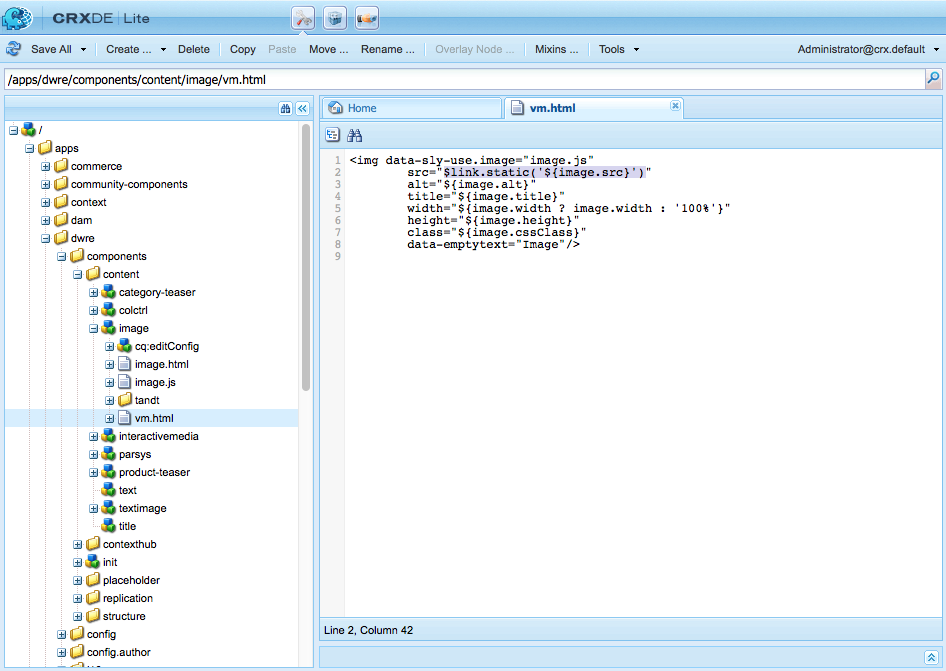 CRXDE | Lite
Save All Create ... Delete Copy Paste Move ... Rename ... Overlay Node ... Mixins ... Tools Administrator@crx.default
/apps/dwre/components/content/image/vm.html
/
apps
commerce
community-components
context
dam
dwre
components
content
category-teaser
colctrl
image
cq:editConfig
image.html
image.js
tandt
vm.html
interactivemedia
parsys
product-teaser
text
textimage
title
contexthub
init
placeholder
replication
structure
config
config.author
Home vm.html
1 <img data-sly-use.image="image.js"
2 src="$link.static('${image.src}')"
3 alt="${image.alt}"
4 title="${image.title}"
5 width="${image.width ? image.width : '100%'}"
6 height="${image.height}"
7 class="${image.cssClass}"
8 data-emptytext="Image"/>
9
Line 2, Column 42